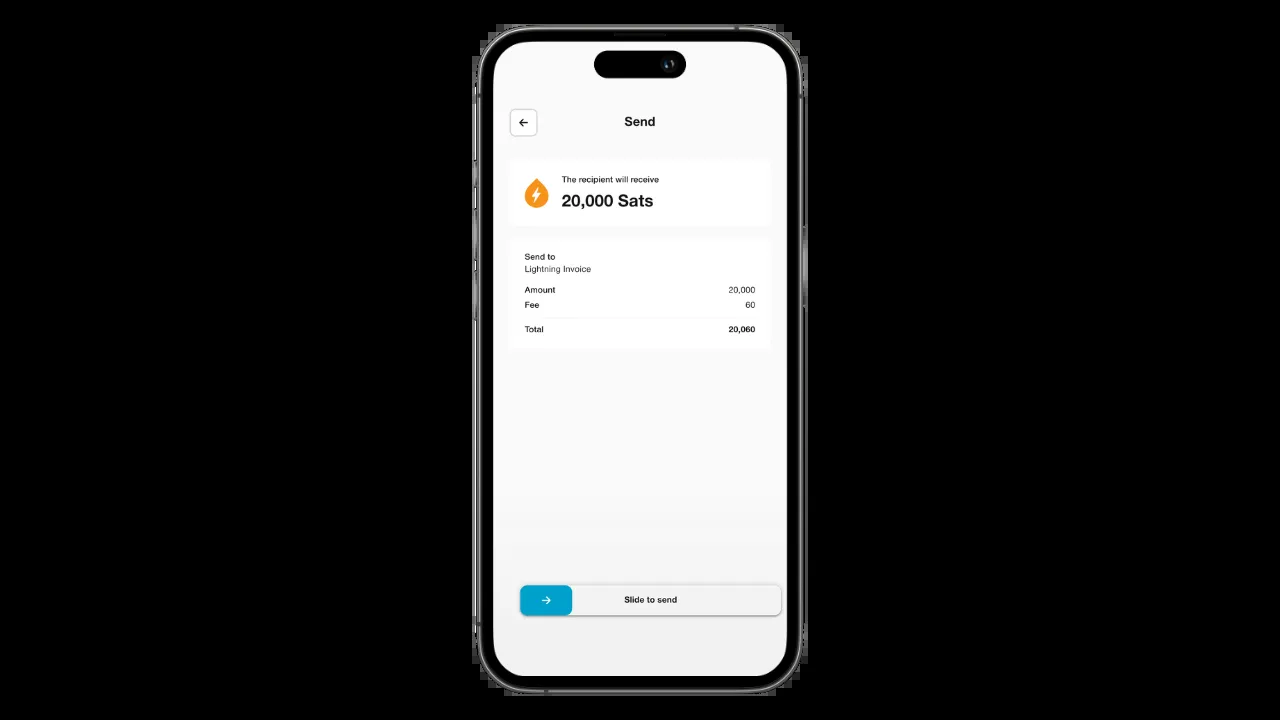 Send
The recipient will receive
20,000 Sats
Send to
Lightning Invoice
Amount 20,000
Fee 60
Total 20,060
Slide to send